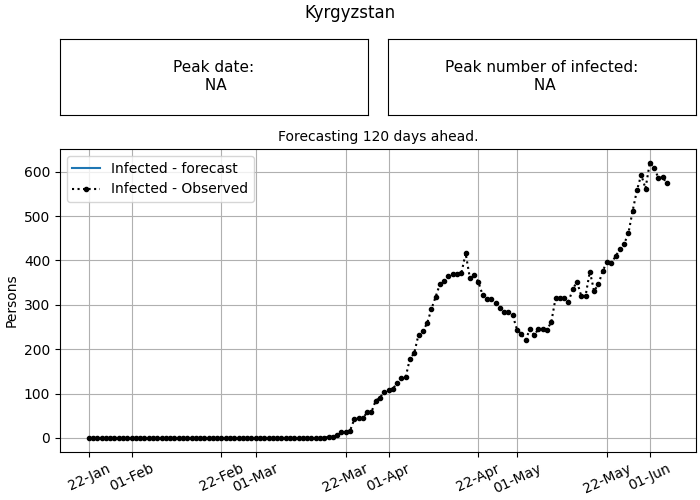 Kyrgyzstan
Peak date:
NA
Peak number of infected:
NA
Forecasting 120 days ahead.
Infected - forecast
Infected - Observed
Persons
600
500
400
300
200
100
0
22-Jan
01-Feb
22-Feb
01-Mar
22-Mar
01-Apr
22-Apr
01-May
22-May
01-Jun